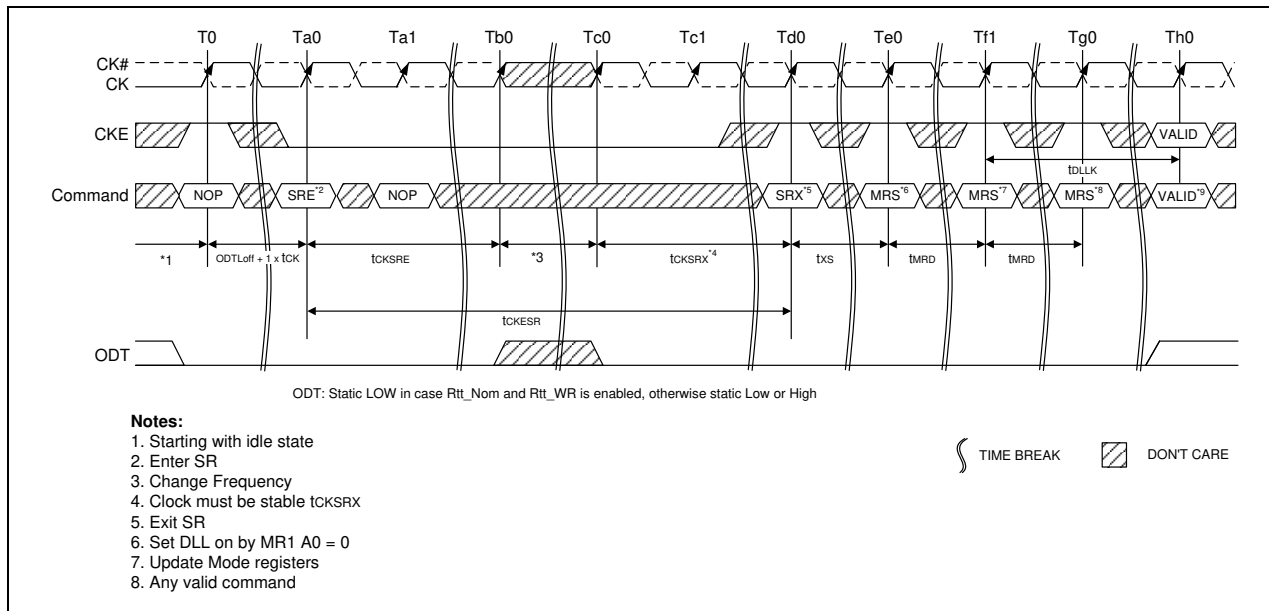 T0 Ta0 Ta1 Tb0 Tc0 Tc1 Td0 Te0 Tf1 Tg0 Th0
CK#
CK
CKE
VALID
tDLLK
Command
NOP SRE*2 NOP SRX*5 MRS*6 MRS*7 MRS*8 VALID*9
*1 ODTLoff + 1 x tCK tCKSRE *3 tCKSRX*4 tXS tMRD tMRD
tCKESR
ODT
ODT: Static LOW in case Rtt_Nom and Rtt_WR is enabled, otherwise static Low or High
Notes:
1. Starting with idle state
2. Enter SR
3. Change Frequency
4. Clock must be stable tCKSRX
5. Exit SR
6. Set DLL on by MR1 A0 = 0
7. Update Mode registers
8. Any valid command
TIME BREAK
DON'T CARE